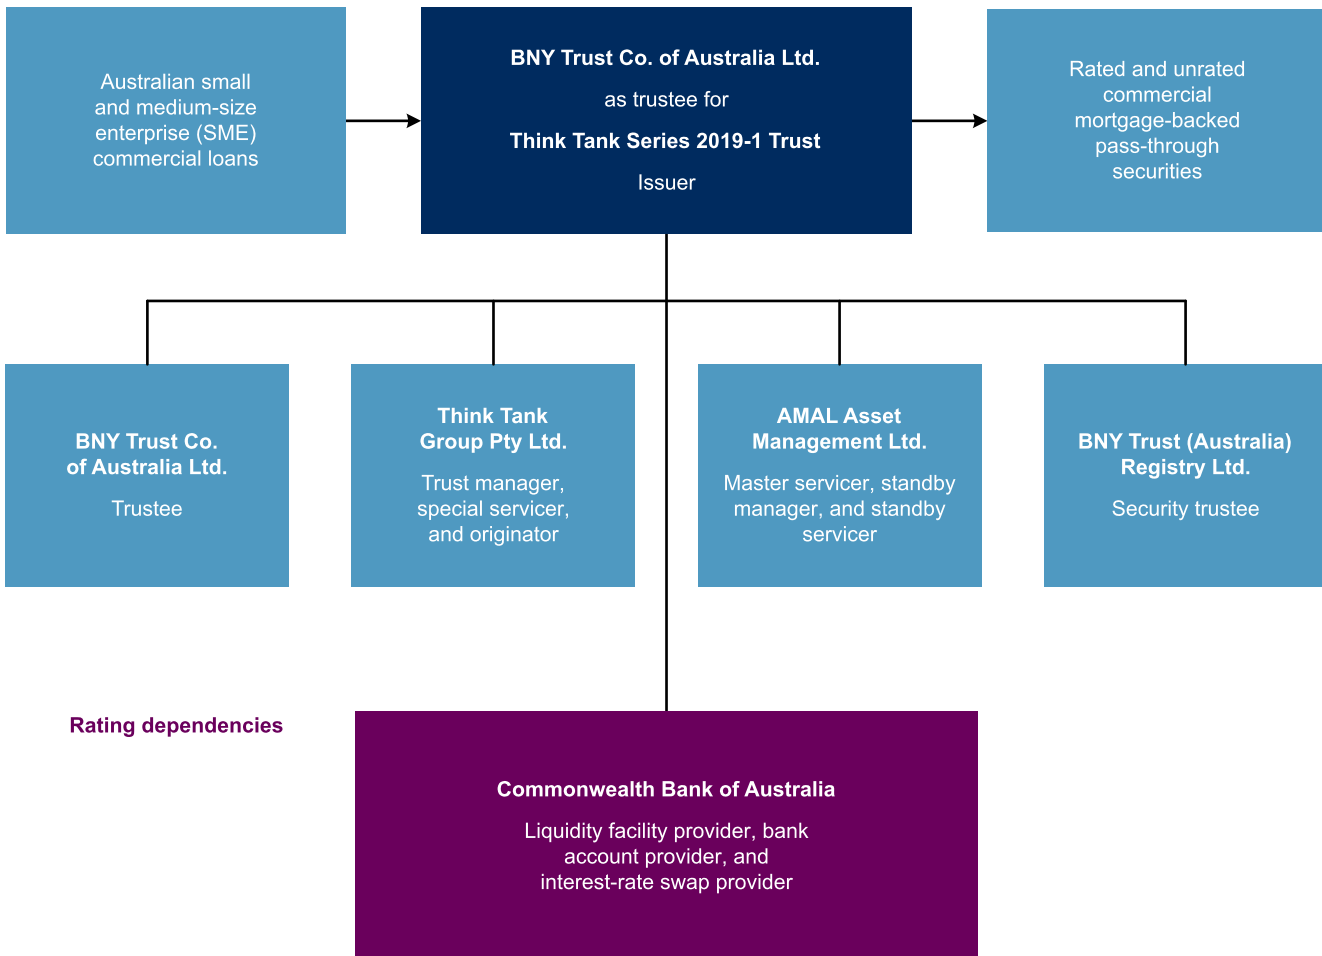 Australian small
and medium-size
enterprise (SME)
commercial loans
BNY Trust Co. of Australia Ltd.
as trustee for
Think Tank Series 2019-1 Trust
Issuer
Rated and unrated
commercial
mortgage-backed
pass-through
securities
BNY Trust Co.
of Australia Ltd.
Trustee
Think Tank
Group Pty Ltd.
Trust manager,
special servicer,
and originator
AMAL Asset
Management Ltd.
Master servicer, standby
manager, and standby
servicer
BNY Trust (Australia)
Registry Ltd.
Security trustee
Rating dependencies
Commonwealth Bank of Australia
Liquidity facility provider, bank
account provider, and
interest-rate swap provider